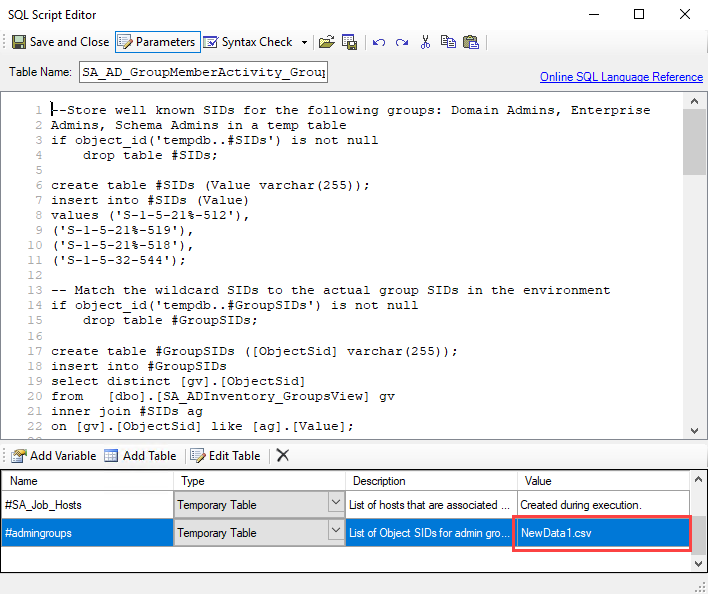 SQL Script Editor
Save and Close Parameters Syntax Check
Table Name: SA_AD_GroupMemberActivity_Group
Online SQL Language Reference
1 --Store well known SIDs for the following groups: Domain Admins, Enterprise
2 Admins, Schema Admins in a temp table
3 if object_id('tempdb..#SIDs') is not null
4 drop table #SIDs;
5
6 create table #SIDs (Value varchar(255));
7 insert into #SIDs (Value)
8 values ('S-1-5-21%-512'),
9 ('S-1-5-21%-519'),
10 ('S-1-5-21%-518'),
11 ('S-1-5-32-544');
12
13 -- Match the wildcard SIDs to the actual group SIDs in the environment
14 if object_id('tempdb..#GroupSIDs') is not null
15 drop table #GroupSIDs;
16
17 create table #GroupSIDs ([ObjectSid] varchar(255));
18 insert into #GroupSIDs
19 select distinct [gv].[ObjectSid]
20 from [dbo].[SA_ADInventory_GroupsView] gv
21 inner join #SIDs ag
22 on [gv].[ObjectSid] like [ag].[Value];
Add Variable Add Table Edit Table
Name Type Description Value
#SA_Job_Hosts Temporary Table List of hosts that are associated ... Created during execution.
#admingroups Temporary Table List of Object SIDs for admin gro... NewData1.csv